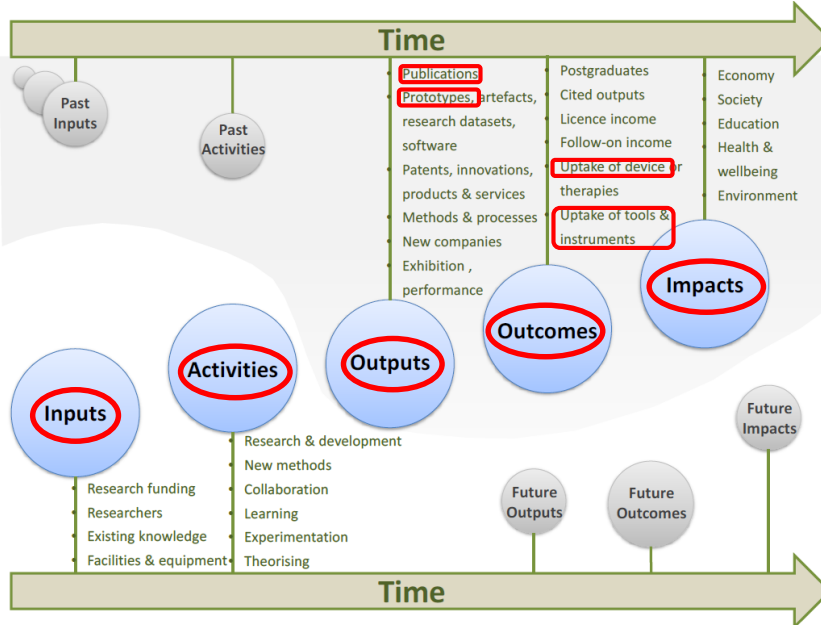 Time
Past
Inputs
Past
Activities
Publications
Prototypes, artefacts,
research datasets,
software
Patents, innovations,
products & services
Methods & processes
New companies
Exhibition ,
performance
Postgraduates
Cited outputs
Licence income
Follow-on income
Uptake of device or
therapies
Uptake of tools &
instruments
Economy
Society
Education
Health &
wellbeing
Environment
Inputs
Activities
Outputs
Outcomes
Impacts
Research funding
Researchers
Existing knowledge
Facilities & equipment
Research & development
New methods
Collaboration
Learning
Experimentation
Theorising
Future
Outputs
Future
Outcomes
Future
Impacts
Time